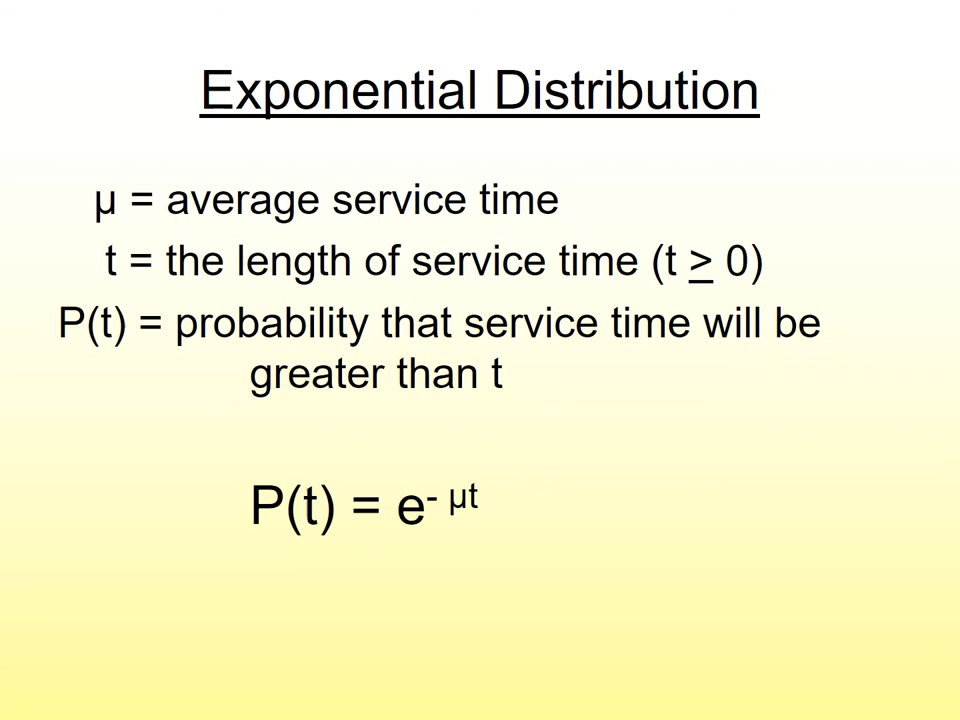 Exponential Distribution
µ = average service time
t = the length of service time (t > 0)
P(t) = probability that service time will be
greater than t
P(t) = e- µt